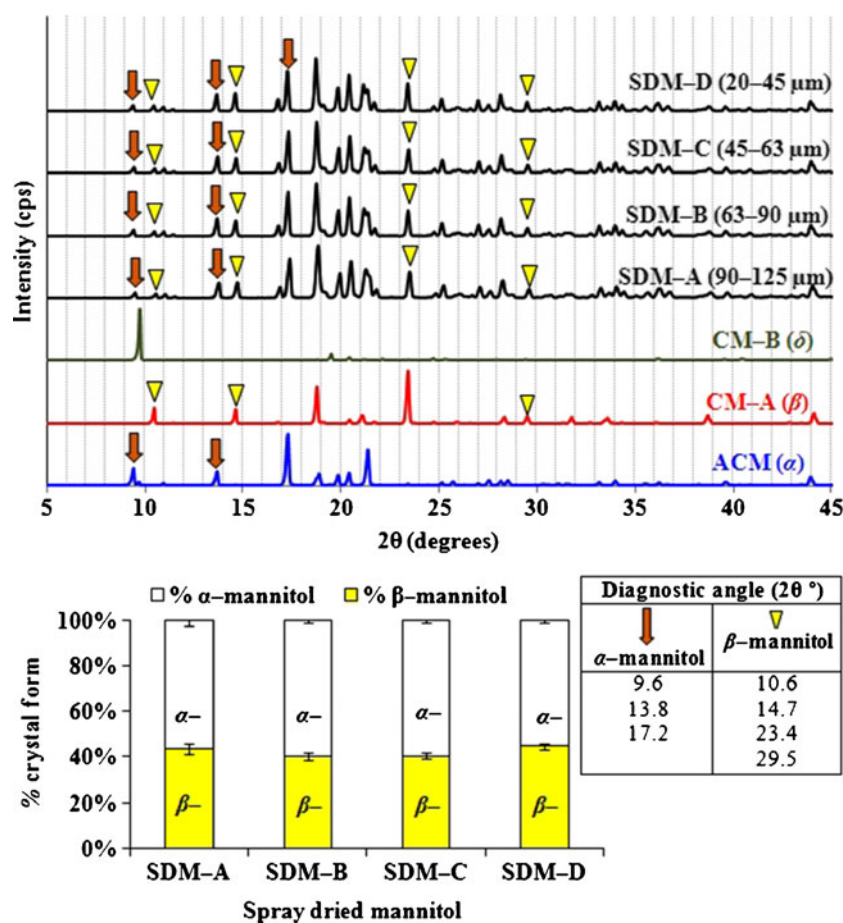 SDM–D (20–45 µm)
SDM–C (45–63 µm)
SDM–B (63–90 µm)
SDM–A (90–125 µm)
CM–B (δ)
CM–A (β)
ACM (α)
Intensity (cps)
5 10 15 20 25 30 35 40 45
2θ (degrees)
% α–mannitol % β–mannitol
100%
80%
60%
40%
20%
0%
% crystal form
α– α– α– α–
β– β– β– β–
SDM–A SDM–B SDM–C SDM–D
Spray dried mannitol
Diagnostic angle (2θ °)
α–mannitol β–mannitol
9.6 10.6
13.8 14.7
17.2 23.4
29.5